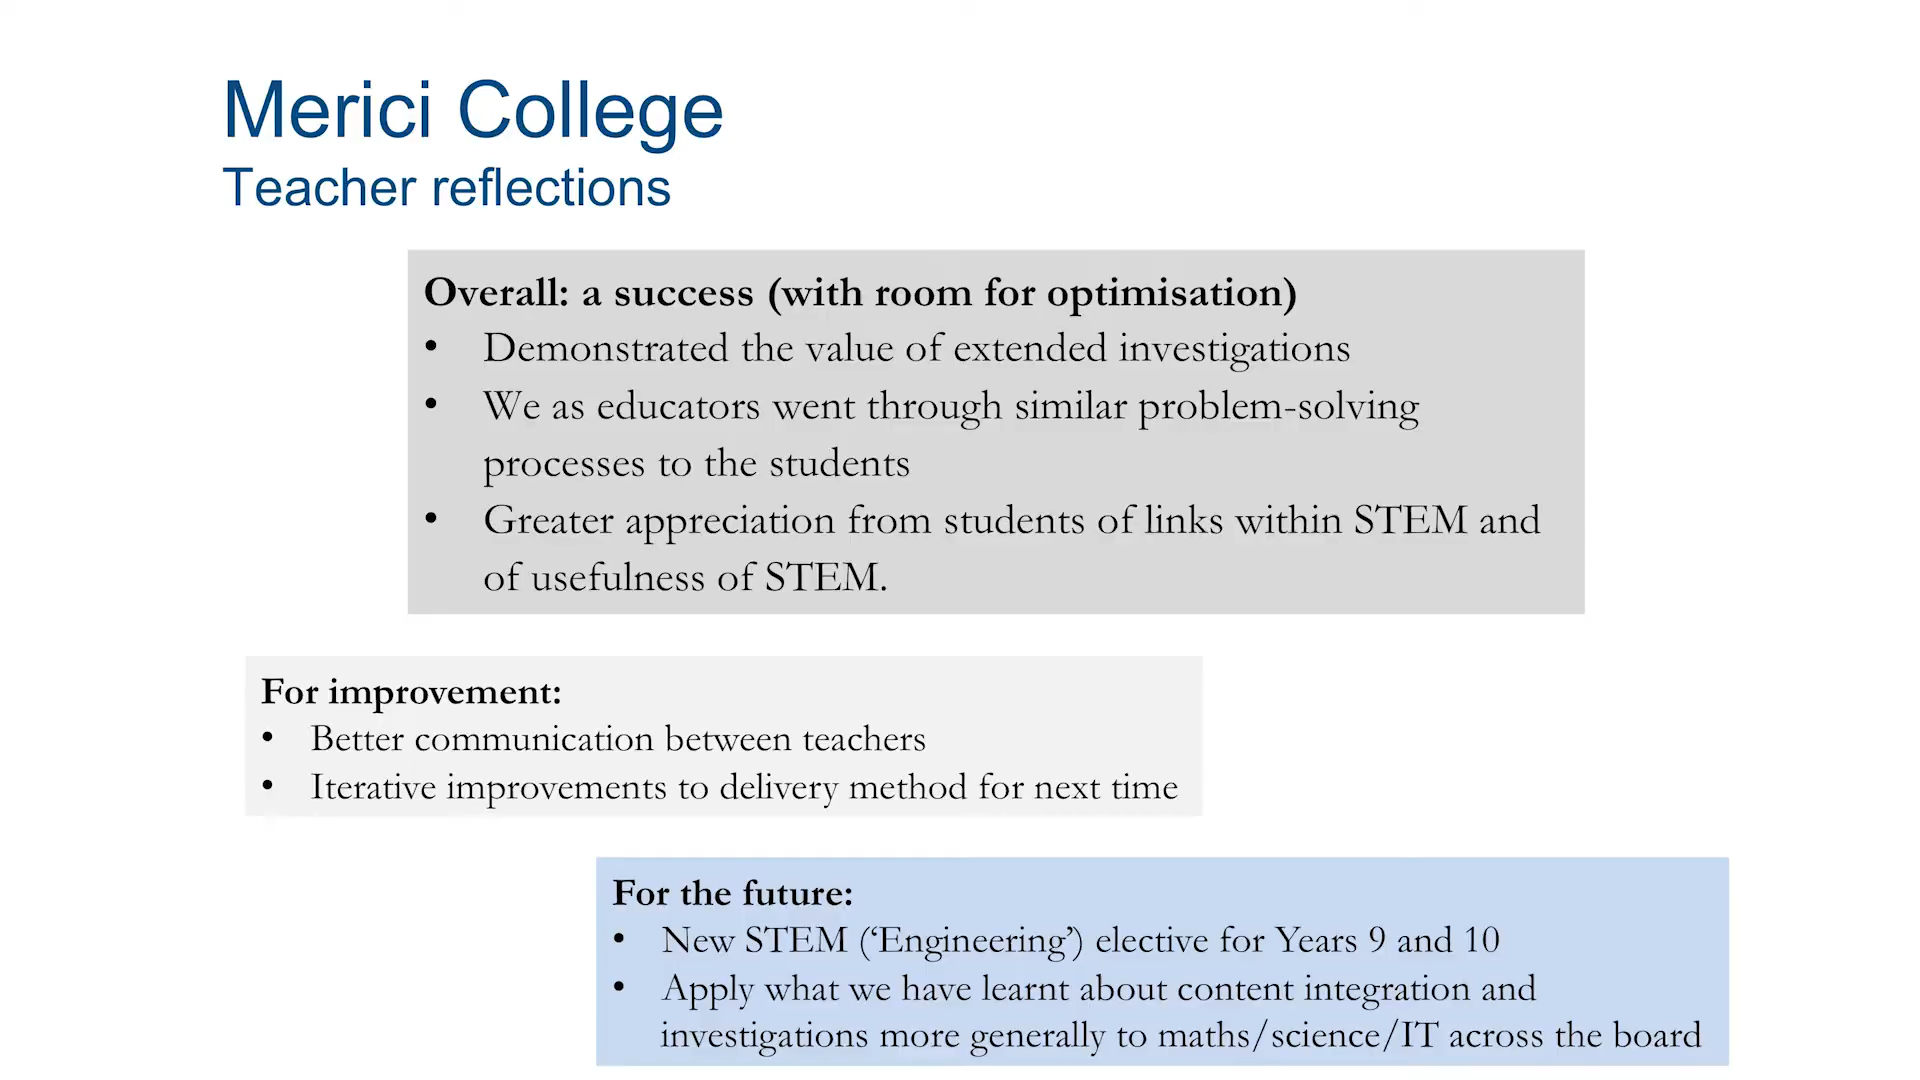 Merici College
Teacher reflections
Overall: a success (with room for optimisation)
• Demonstrated the value of extended investigations
• We as educators went through similar problem-solving
processes to the students
• Greater appreciation from students of links within STEM and
of usefulness of STEM.
For improvement:
• Better communication between teachers
• Iterative improvements to delivery method for next time
For the future:
• New STEM (‘Engineering’) elective for Years 9 and 10
• Apply what we have learnt about content integration and
investigations more generally to maths/science/IT across the board